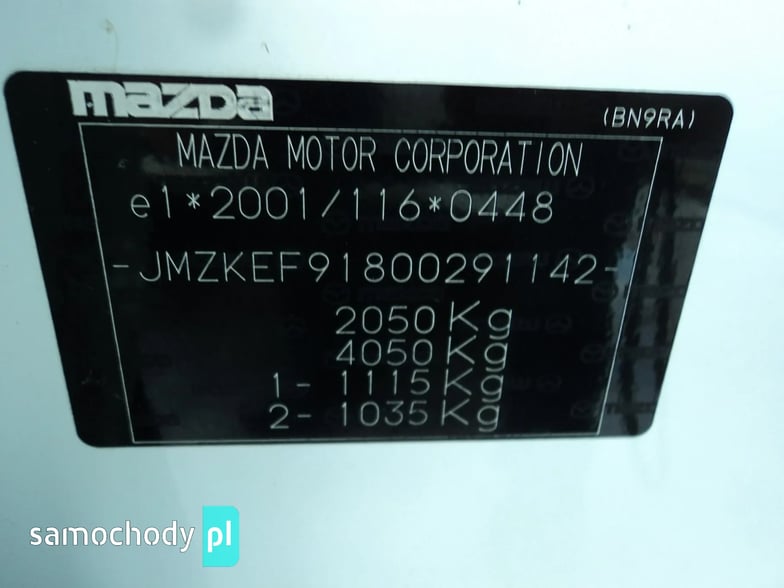 mazda
(BN9RA)
MAZDA MOTOR CORPORATION
e1*2001/116*0448
-JMZKEF91800291142-
2050 Kg
4050 Kg
1- 1115 Kg
2- 1035 Kg
samochody pl